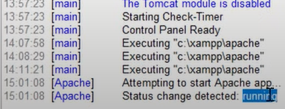 13:57:23 [main] The Tomcat module is disabled
13:57:23 [main] Starting Check-Timer
13:57:23 [main] Control Panel Ready
14:07:58 [main] Executing "c:\xampp\apache"
14:08:29 [main] Executing "c:\xampp\apache"
14:11:21 [main] Executing "c:\xampp\apache"
15:01:08 [Apache] Attempting to start Apache app...
15:01:08 [Apache] Status change detected: running